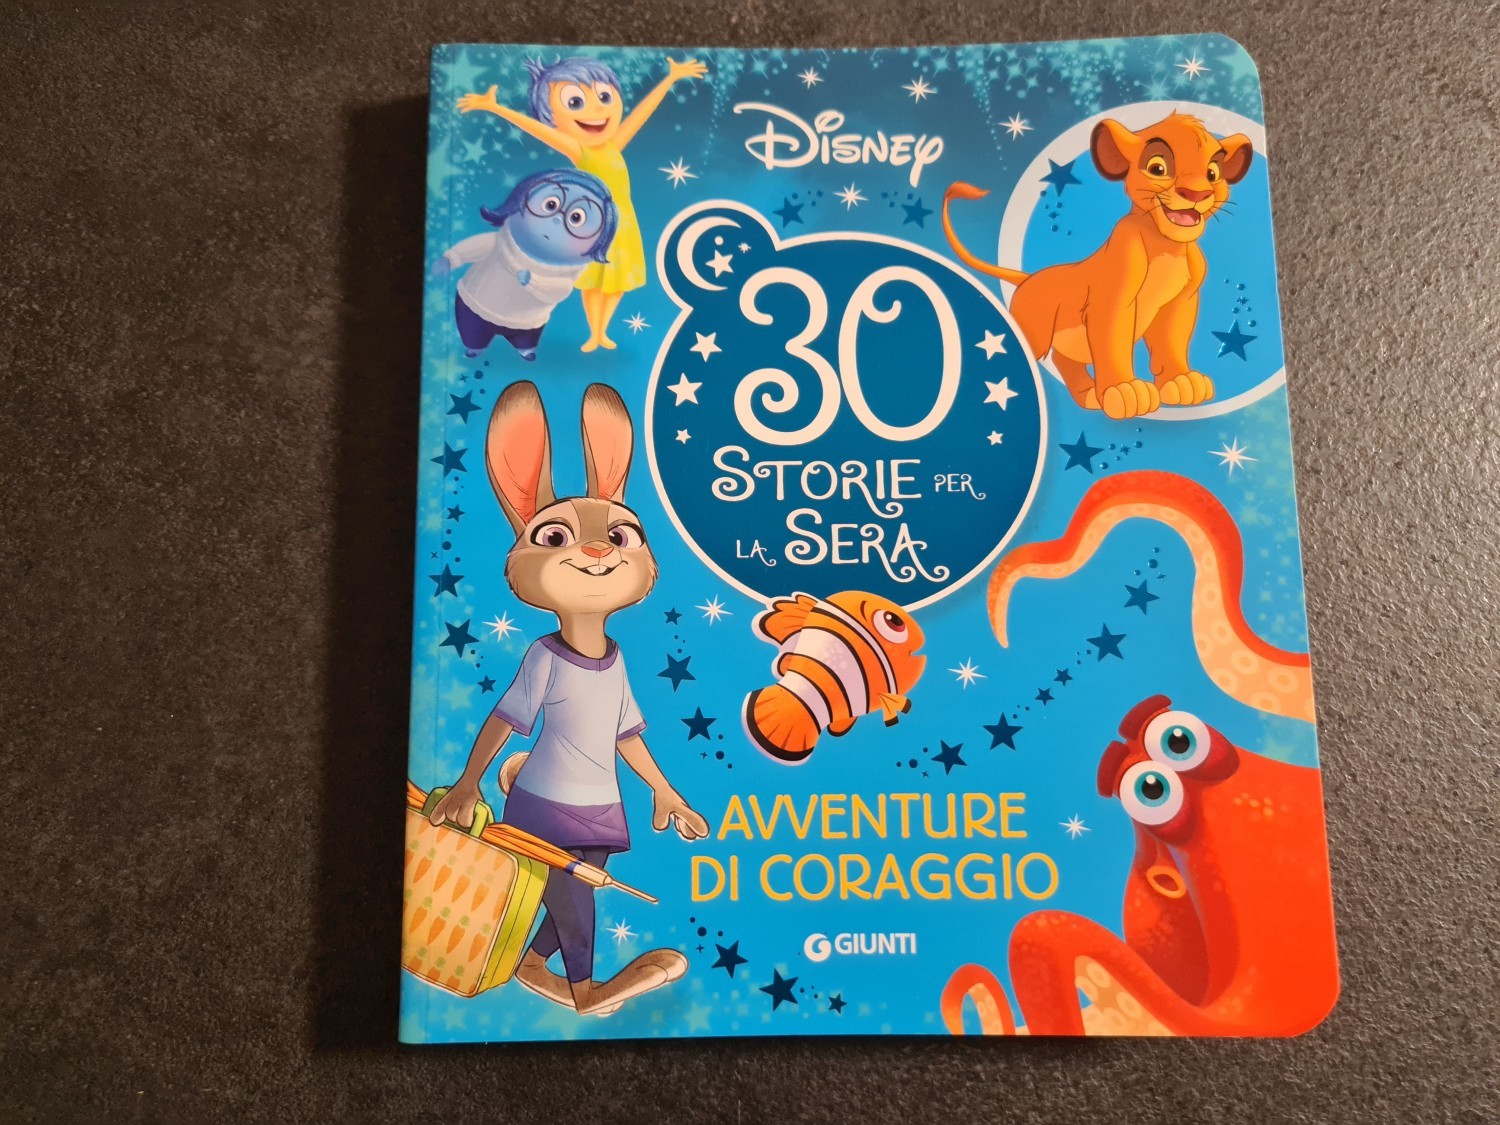 Disney
30
Storie per
la Sera
AVVENTURE
DI CORAGGIO
GIUNTI